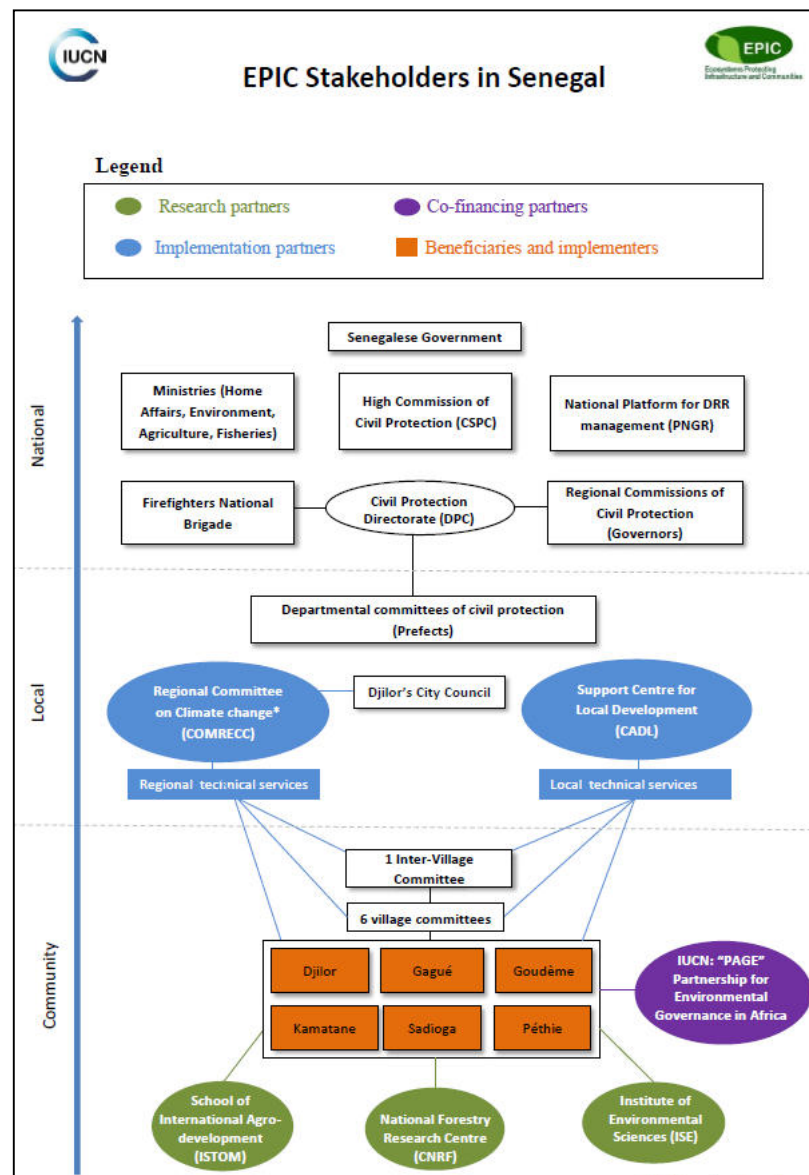 IUCN
EPIC
Ecosystems Protecting
Infrastructure and Communities
EPIC Stakeholders in Senegal
Legend
Research partners
Co-financing partners
Implementation partners
Beneficiaries and implementers
National
Senegalese Government
Ministries (Home
Affairs, Environment,
Agriculture, Fisheries)
High Commission of
Civil Protection (CSPC)
National Platform for DRR
management (PNGR)
Firefighters National
Brigade
Civil Protection
Directorate (DPC)
Regional Commissions of
Civil Protection
(Governors)
Local
Departmental committees of civil protection
(Prefects)
Regional Committee
on Climate change*
(COMRECC)
Djilor's City Council
Support Centre for
Local Development
(CADL)
Regional technical services
Local technical services
Community
1 Inter-Village
Committee
6 village committees
Djilor
Gagué
Goudème
Kamatane
Sadioga
Péthie
IUCN: “PAGE”
Partnership for
Environmental
Governance in Africa
School of
International Agro-
development
(ISTOM)
National Forestry
Research Centre
(CNRF)
Institute of
Environmental
Sciences (ISE)